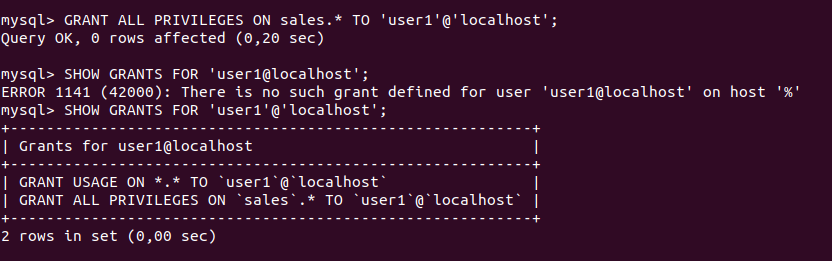 mysql> GRANT ALL PRIVILEGES ON sales.* TO 'user1'@'localhost';
Query OK, 0 rows affected (0,20 sec)
mysql> SHOW GRANTS FOR 'user1@localhost';
ERROR 1141 (42000): There is no such grant defined for user 'user1@localhost' on host '%'
mysql> SHOW GRANTS FOR 'user1'@'localhost';
+-----------------------------------------------------------+
| Grants for user1@localhost                                |
+-----------------------------------------------------------+
| GRANT USAGE ON *.* TO `user1`@`localhost`                 |
| GRANT ALL PRIVILEGES ON `sales`.* TO `user1`@`localhost` |
+-----------------------------------------------------------+
2 rows in set (0,00 sec)